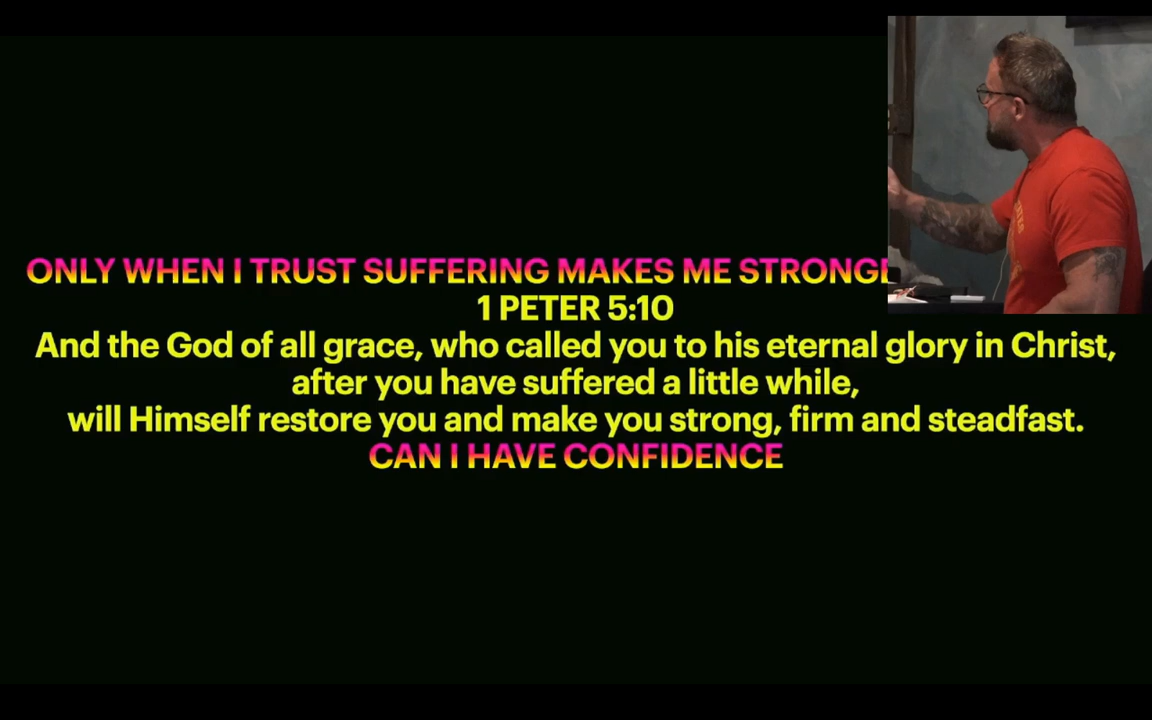 ONLY WHEN I TRUST SUFFERING MAKES ME
1 PETER 5:10
And the God of all grace, who called you to his eternal glory in Christ,
after you have suffered a little while,
will Himself restore you and make you strong, firm and steadfast.
CAN I HAVE CONFIDENCE